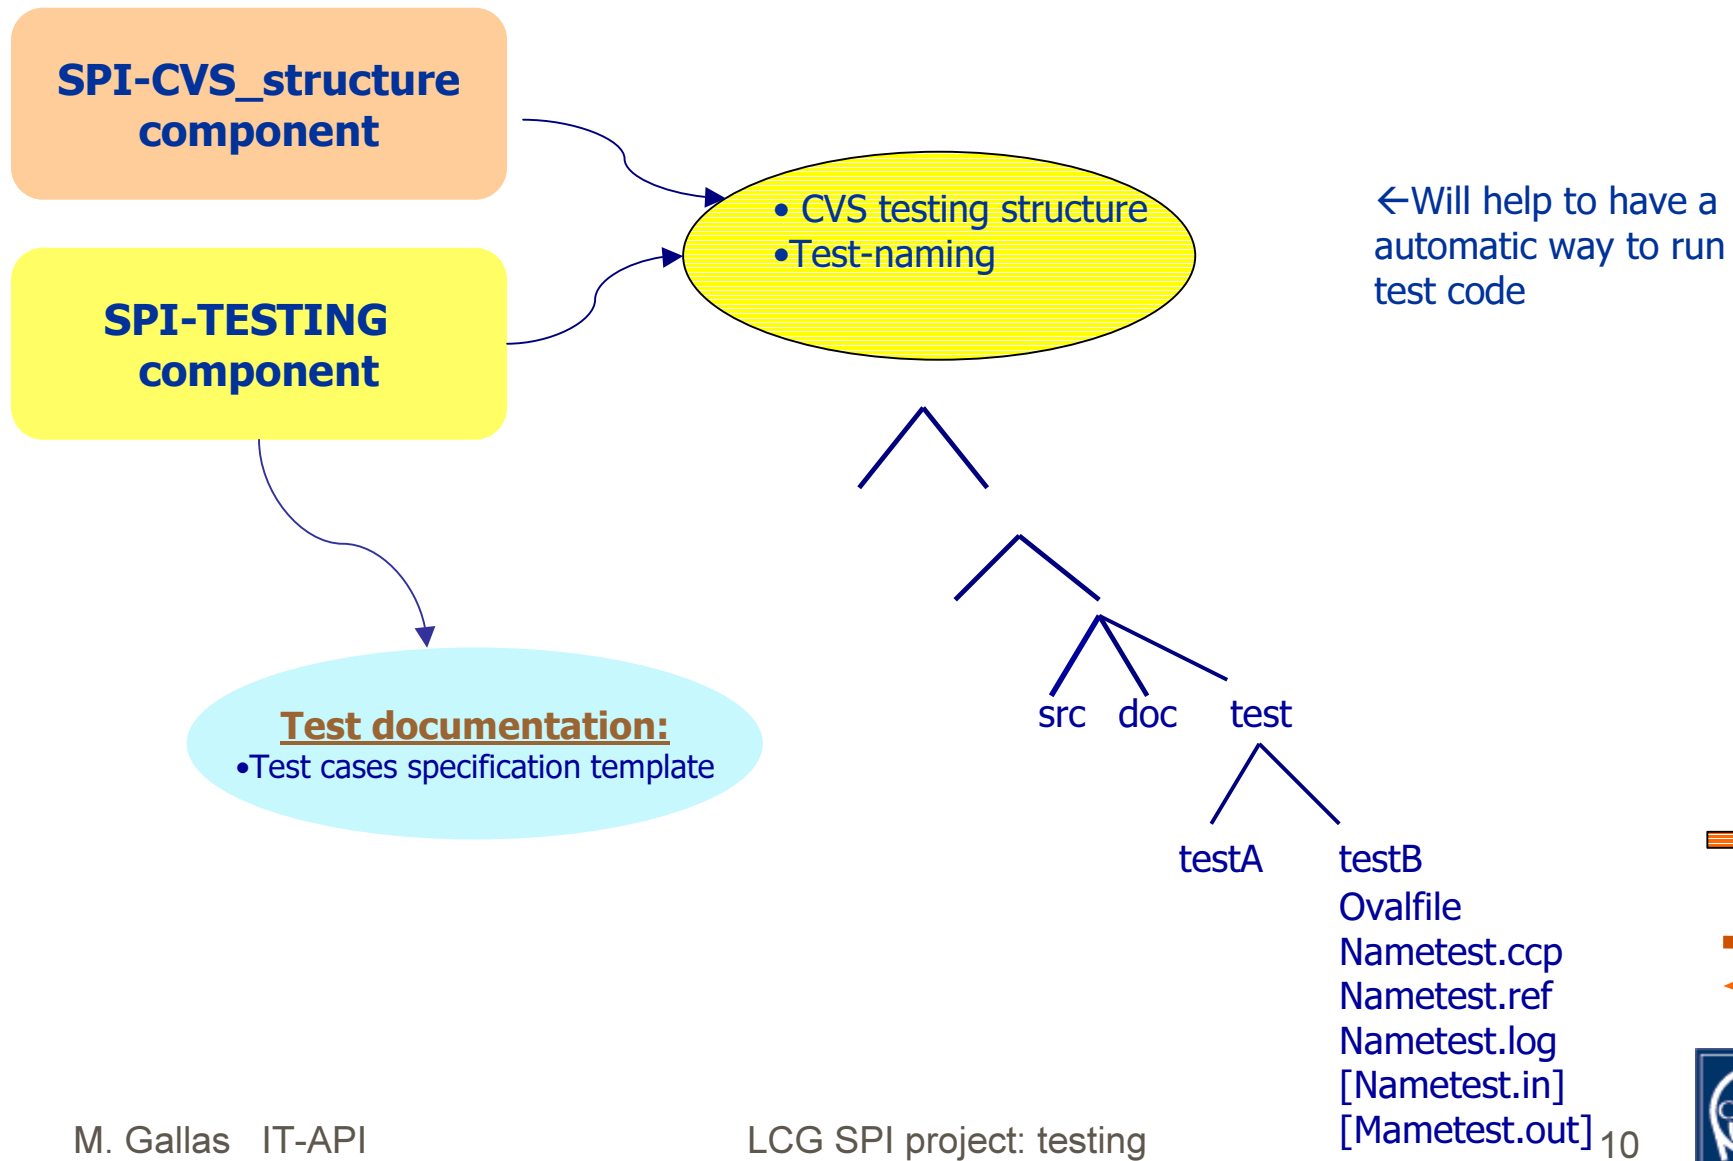 SPI-CVS_structure
component
SPI-TESTING
component
• CVS testing structure
•Test-naming
←Will help to have a
automatic way to run
test code
Test documentation:
•Test cases specification template
src doc test
testA testB
Ovalfile
Nametest.ccp
Nametest.ref
Nametest.log
[Nametest.in]
[Mametest.out]
M. Gallas IT-API
LCG SPI project: testing
10